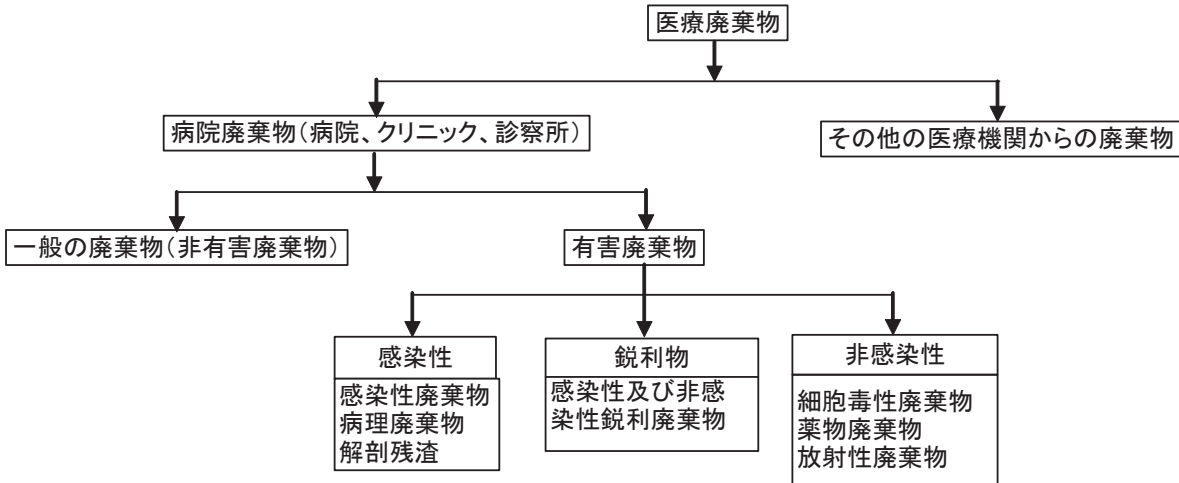 医療廃棄物
病院廃棄物(病院、クリニック、診察所)
その他の医療機関からの廃棄物
一般の廃棄物(非有害廃棄物)
有害廃棄物
感染性
感染性廃棄物
病理廃棄物
解剖残渣
鋭利物
感染性及び非感
染性鋭利廃棄物
非感染性
細胞毒性廃棄物
薬物廃棄物
放射性廃棄物